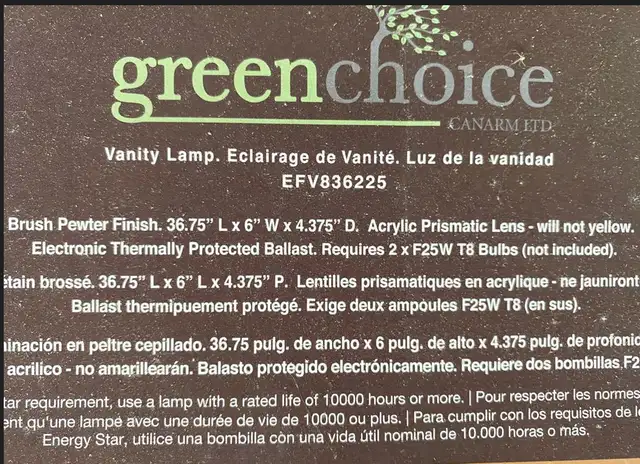 greenchoice
CANARM LTD
Vanity Lamp. Eclairage de Vanité. Luz de la vanidad
EFV836225
Brush Pewter Finish. 36.75" L x 6" W x 4.375" D. Acrylic Prismatic Lens - will not yellow.
Electronic Thermally Protected Ballast. Requires 2 x F25W T8 Bulbs (not included).
étain brossé. 36.75" L x 6" L x 4.375" P. Lentilles prisamatiques en acrylique - ne jauniront
Ballast thermipuement protégé. Exige deux ampoules F25W T8 (en sus).
minación en peltre cepillado. 36.75 pulg. de ancho x 6 pulg. de alto x 4.375 pulg. de profonid
acrilico - no amarillearán. Balasto protegido electrónicamente. Requiere dos bombillas F2
tar requirement, use a lamp with a rated life of 10000 hours or more. | Pour respecter les normes
ent qu'une lampe avec une durée de vie de 10000 ou plus. | Para cumplir con los requisitos de l
Energy Star, utilice una bombilla con una vida útil nominal de 10.000 horas o más.